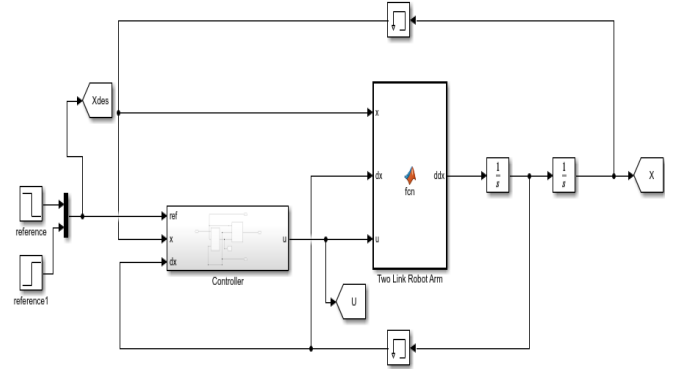 Xdes
x
dx
fcn
ddx
1
s
1
s
X
reference
ref
x
dx
u
u
Controller
Two Link Robot Arm
reference1
U